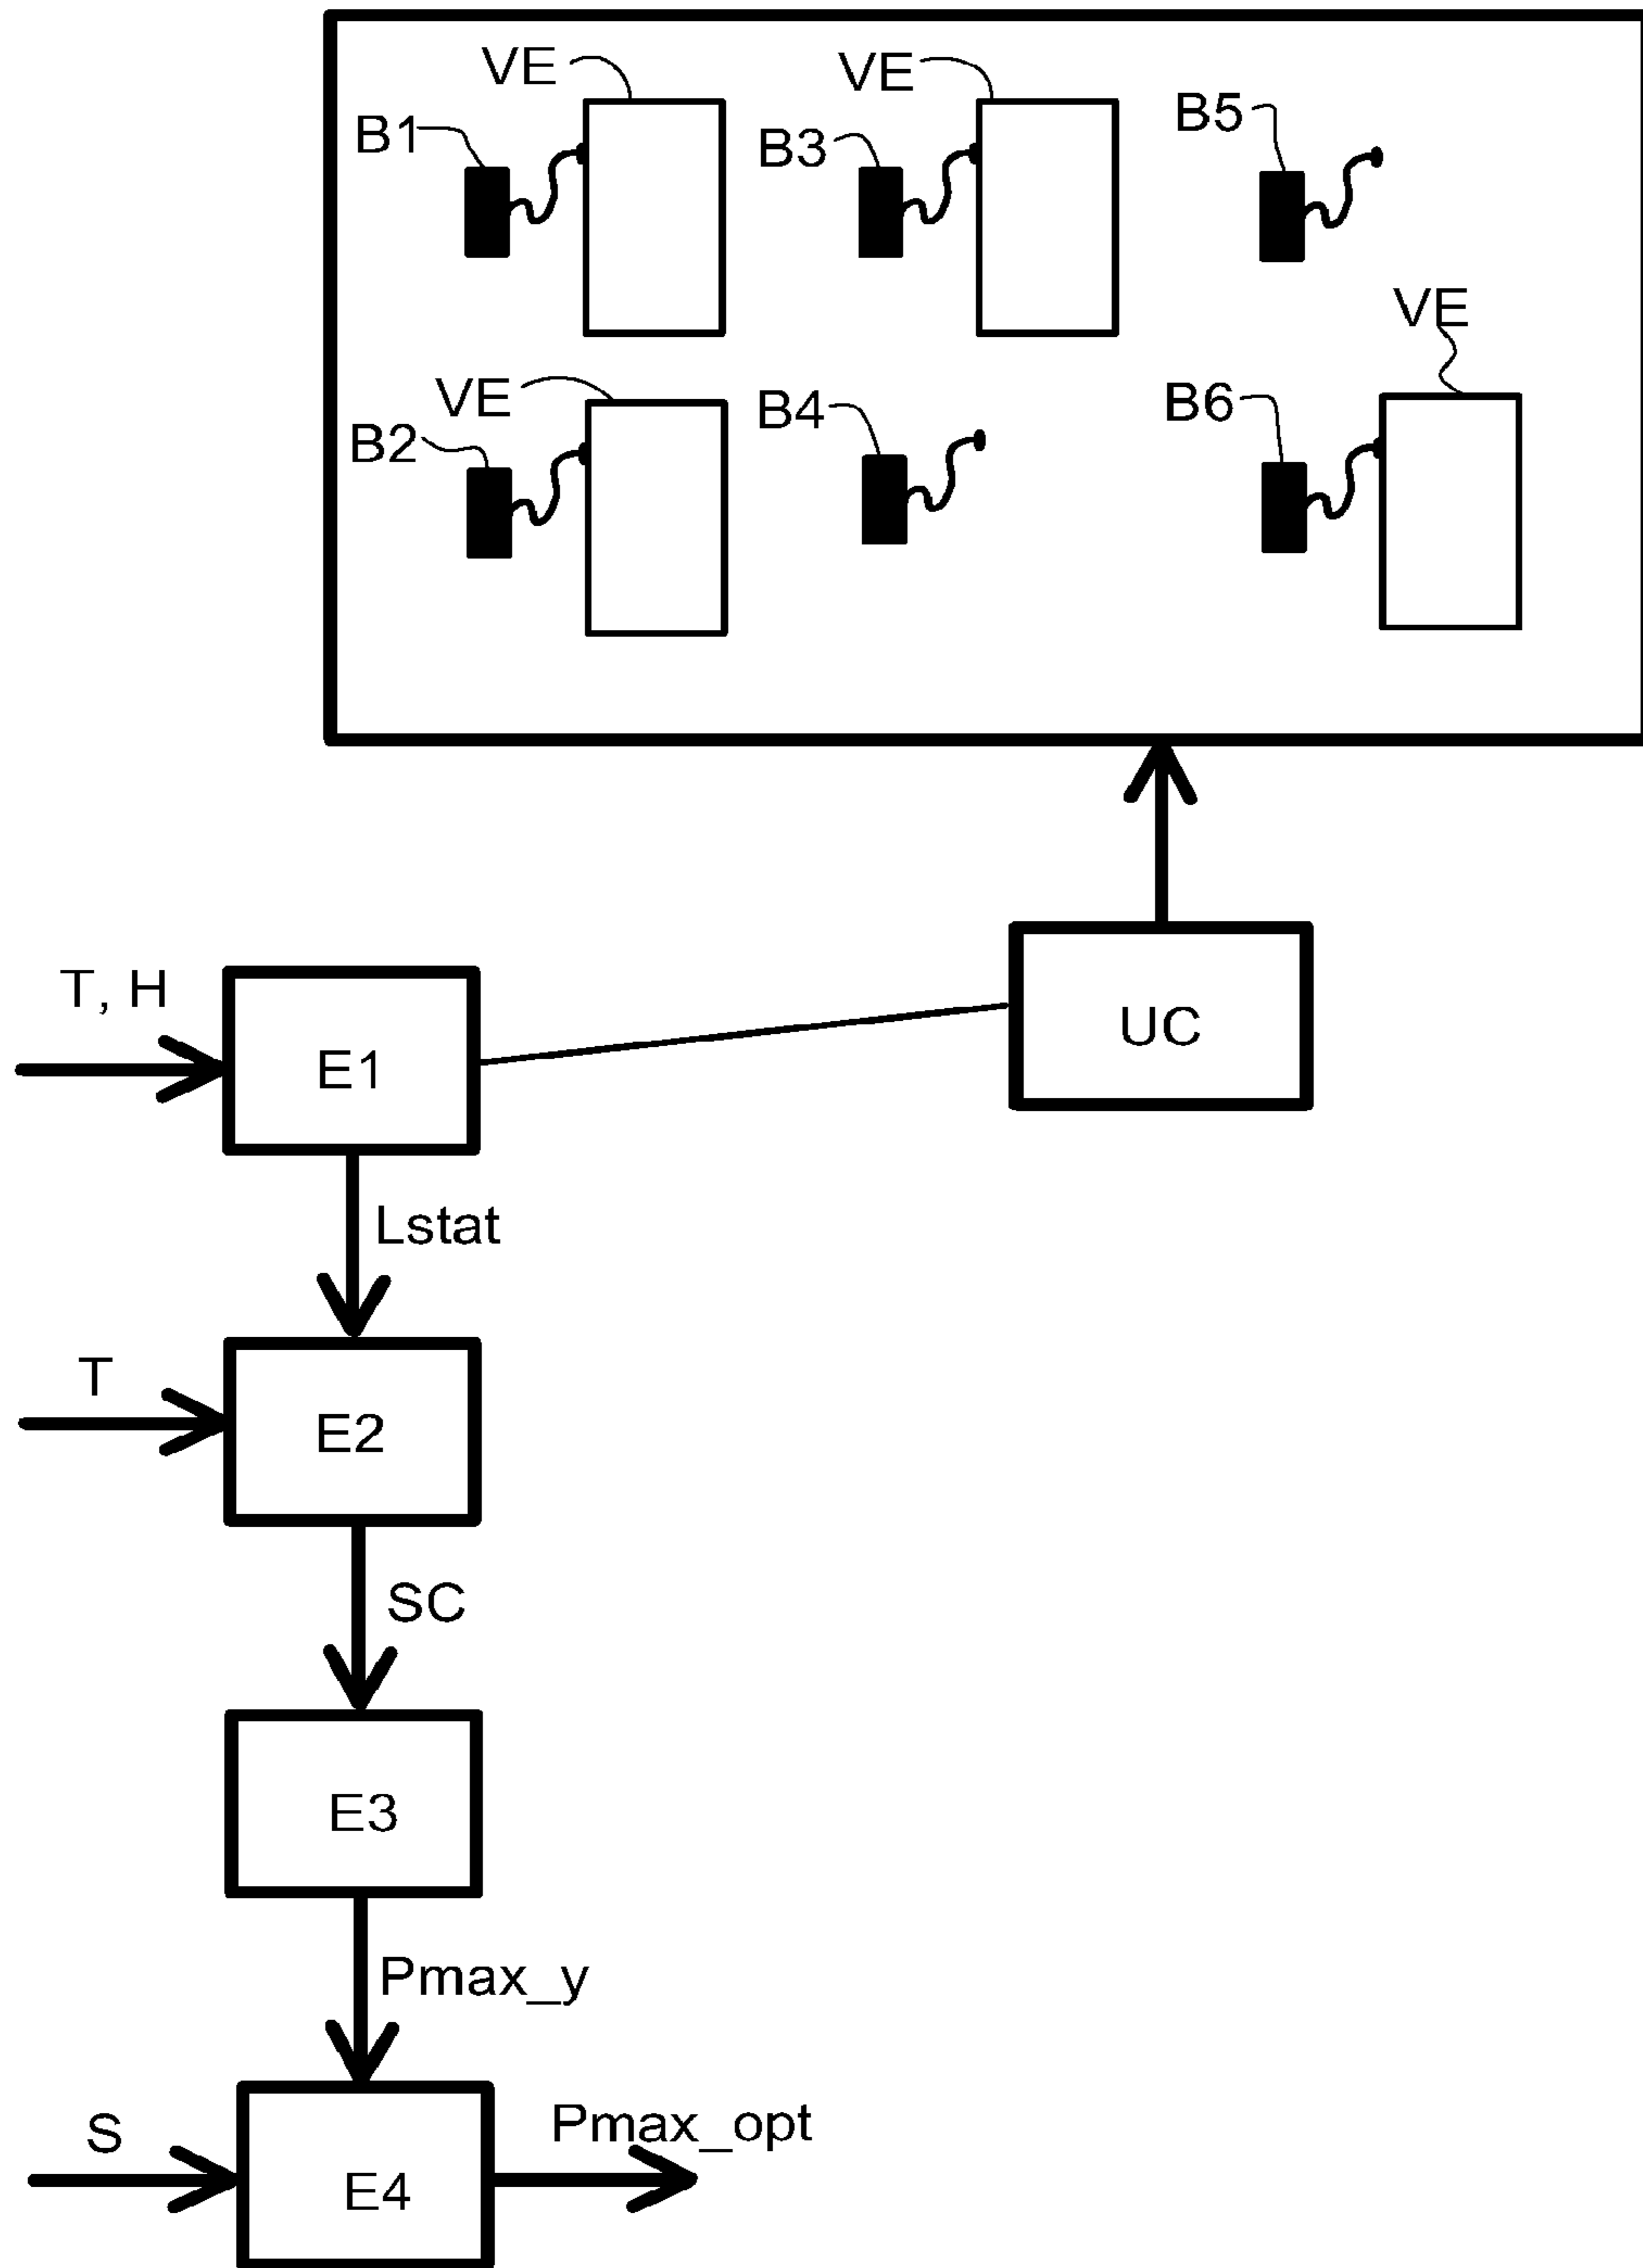 VE
VE
B1
B3
B5
VE
VE
B2
B4
B6
T, H
E1
UC
Lstat
T
E2
SC
E3
Pmax_y
S
E4
Pmax_opt